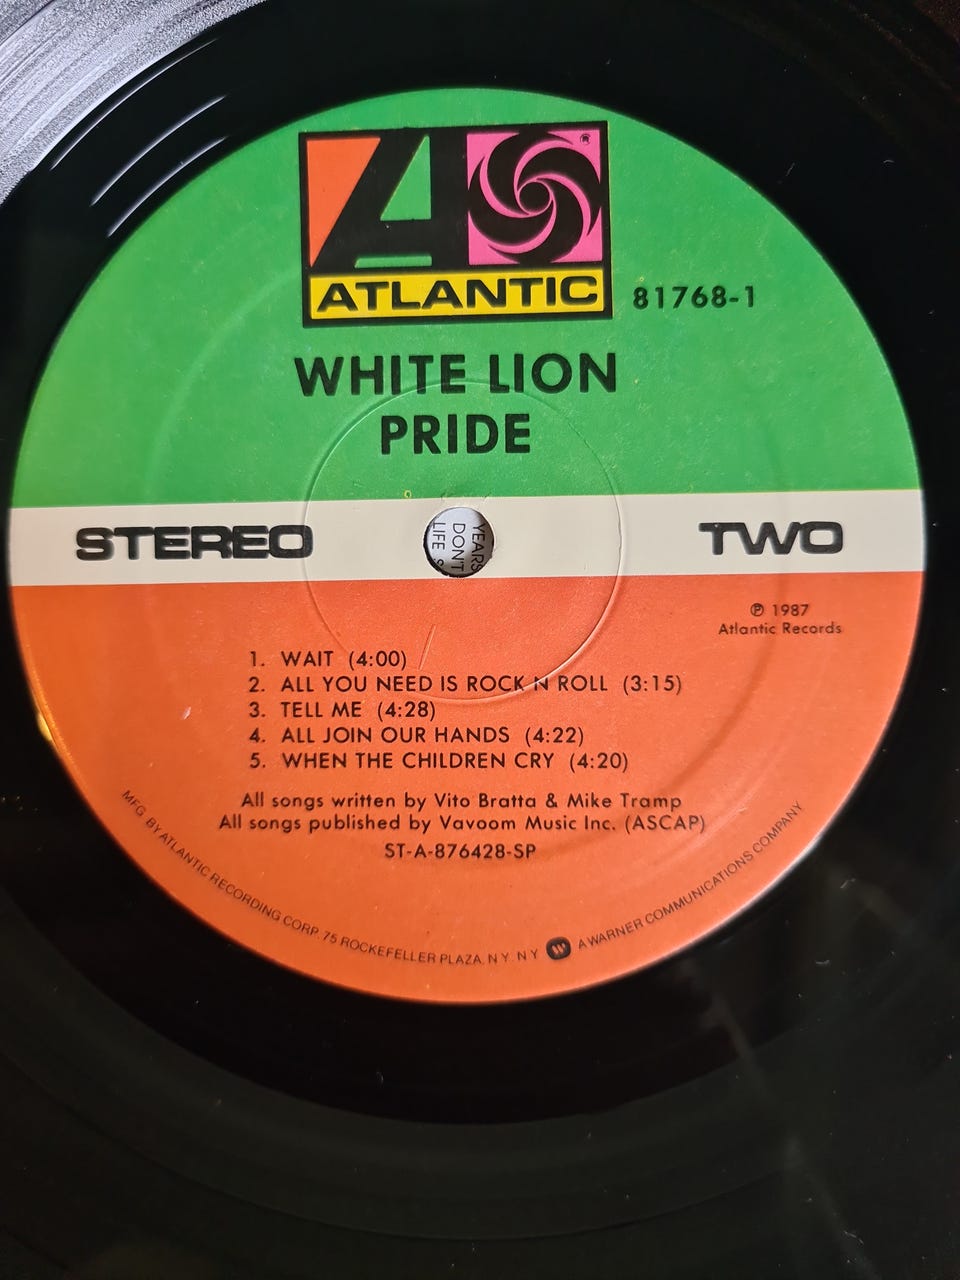 ATLANTIC
81768-1
WHITE LION
PRIDE
STEREO
TWO
YEARS
DON'T
LIFE
℗ 1987
Atlantic Records
1. WAIT (4:00)
2. ALL YOU NEED IS ROCK N ROLL (3:15)
3. TELL ME (4:28)
4. ALL JOIN OUR HANDS (4:22)
5. WHEN THE CHILDREN CRY (4:20)
All songs written by Vito Bratta & Mike Tramp
All songs published by Vavoom Music Inc. (ASCAP)
ST-A-876428-SP
MFG. BY ATLANTIC RECORDING CORP. 75 ROCKEFELLER PLAZA. N.Y. N.Y. A WARNER COMMUNICATIONS COMPANY